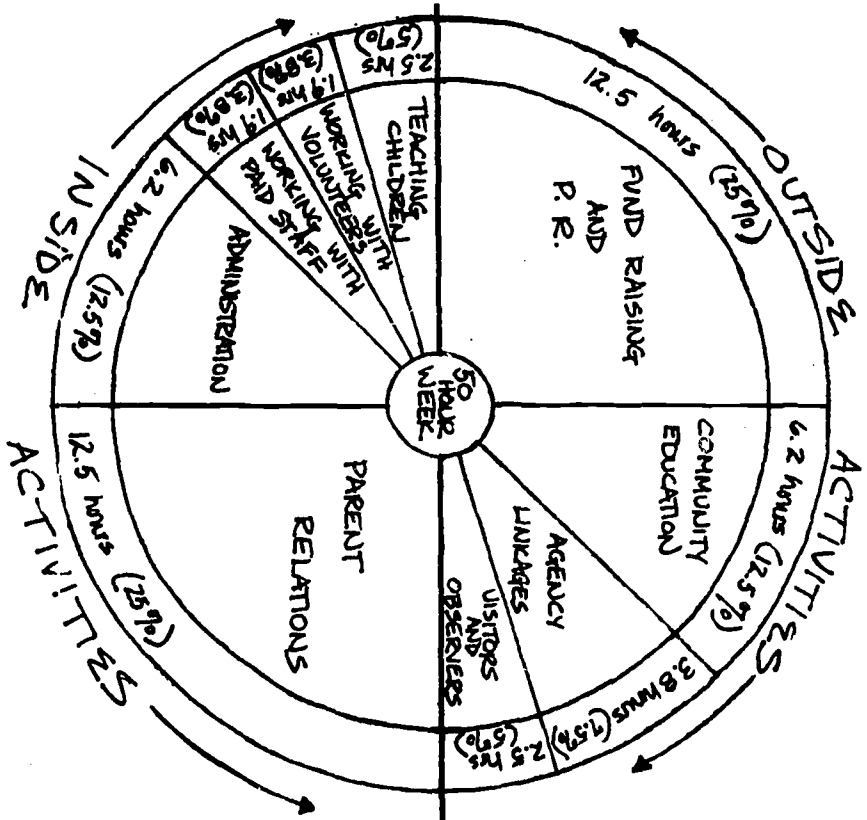 OUTSIDE ACTIVITIES
12.5 hours (25%)
FUND RAISING
AND
P. R.
6.2 hours (12.5%)
COMMUNITY
EDUCATION
3.8 hours (7.5%)
AGENCY
LINKAGES
2.5 hrs
(5%)
VISITORS
AND
OBSERVERS
50
HOUR
WEEK
INSIDE ACTIVITIES
2.5 hrs
(5%)
TEACHING
CHILDREN
1.9 hrs
(3.8%)
WORKING WITH
VOLUNTEERS
1.9 hrs
(3.8%)
WORKING WITH
PAID STAFF
6.2 hours (12.5%)
ADMINISTRATION
12.5 hours (25%)
PARENT
RELATIONS